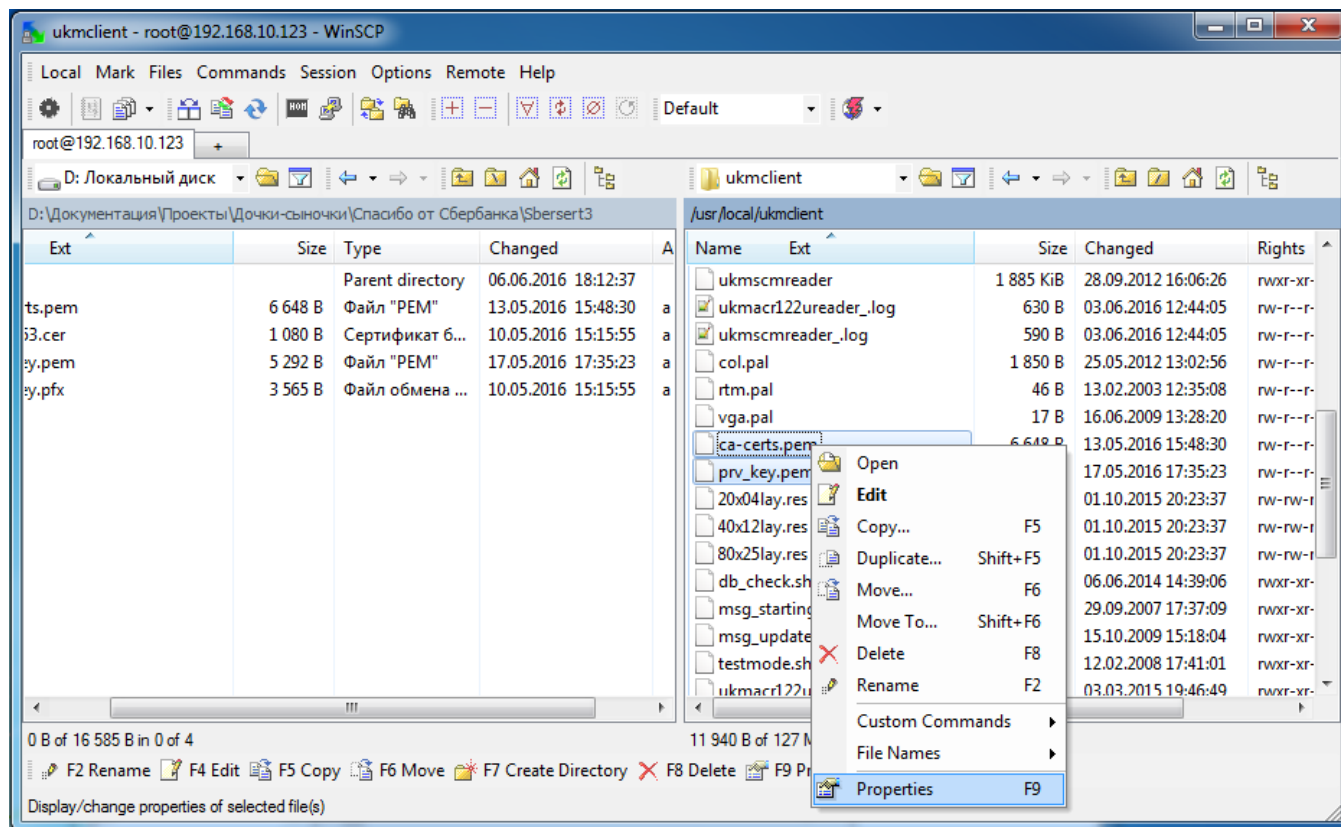 ukmclient - root@192.168.10.123 - WinSCP
Local Mark Files Commands Session Options Remote Help
Default
root@192.168.10.123 +
D: Локальный диск
ukmclient
D:\Документация\Проекты\Дочки-сыночки\Спасибо от Сбербанка\Sbersert3
/usr/local/ukmclient
Ext Size Type Changed A
Parent directory 06.06.2016 18:12:37
ts.pem 6 648 B Файл "PEM" 13.05.2016 15:48:30 a
63.cer 1 080 B Сертификат б... 10.05.2016 15:15:55 a
ey.pem 5 292 B Файл "PEM" 17.05.2016 17:35:23 a
ey.pfx 3 565 B Файл обмена ... 10.05.2016 15:15:55 a
Name Ext Size Changed Rights
ukmscmreader 1 885 KiB 28.09.2012 16:06:26 rwxr-xr-
ukmacr122ureader_.log 630 B 03.06.2016 12:44:05 rw-r--r-
ukmscmreader_.log 590 B 03.06.2016 12:44:05 rw-r--r-
col.pal 1 850 B 25.05.2012 13:02:56 rw-r--r-
rtm.pal 46 B 13.02.2003 12:35:08 rw-r--r-
vga.pal 17 B 16.06.2009 13:28:20 rw-r--r-
ca-certs.pem 6 648 B 13.05.2016 15:48:30 rw-r--r-
prv_key.pem 17.05.2016 17:35:23 rw-r--r-
20x04lay.res 01.10.2015 20:23:37 rw-rw-r
40x12lay.res 01.10.2015 20:23:37 rw-rw-r
80x25lay.res 01.10.2015 20:23:37 rw-rw-r
db_check.sh 06.06.2014 14:39:06 rwxr-xr-
msg_starting 29.09.2007 17:37:09 rwxr-xr-
msg_update 15.10.2009 15:18:04 rwxr-xr-
testmode.sh 12.02.2008 17:41:01 rwxr-xr-
ukmacr122u 03.03.2015 19:46:49 rwxr-xr-
Open
Edit
Copy... F5
Duplicate... Shift+F5
Move... F6
Move To... Shift+F6
Delete F8
Rename F2
Custom Commands
File Names
Properties F9
0 B of 16 585 B in 0 of 4
11 940 B of 127 M
F2 Rename F4 Edit F5 Copy F6 Move F7 Create Directory F8 Delete F9 Pr
Display/change properties of selected file(s)